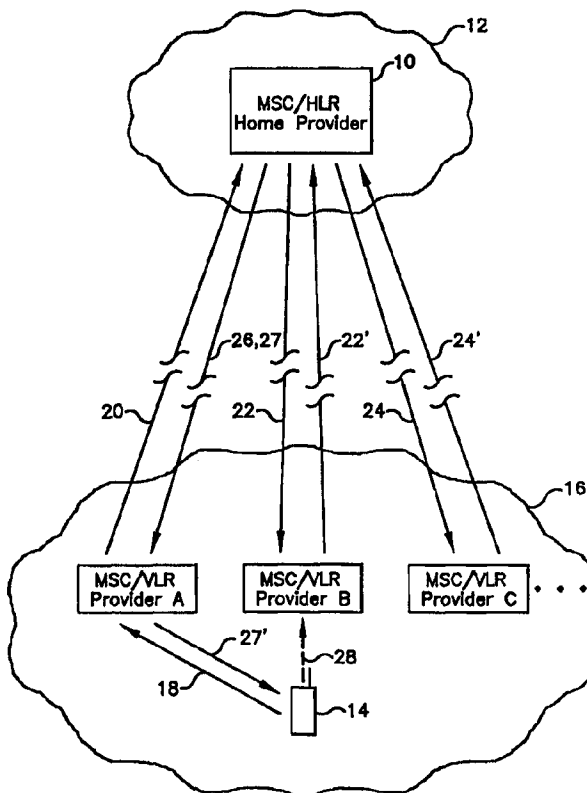 12
10
MSC/HLR
Home Provider
26,27
22'
24'
20
22
24
16
MSC/VLR
Provider A
MSC/VLR
Provider B
MSC/VLR
Provider C
27'
28
18
14